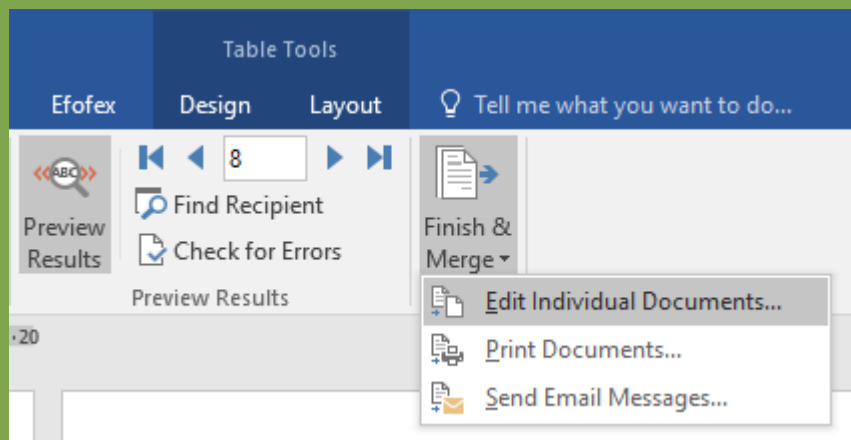 Table Tools
Efofex Design Layout Tell me what you want to do...
«ABC»
8
Find Recipient
Check for Errors
Preview
Results
Preview Results
Finish &
Merge
Edit Individual Documents...
Print Documents...
Send Email Messages...
·20